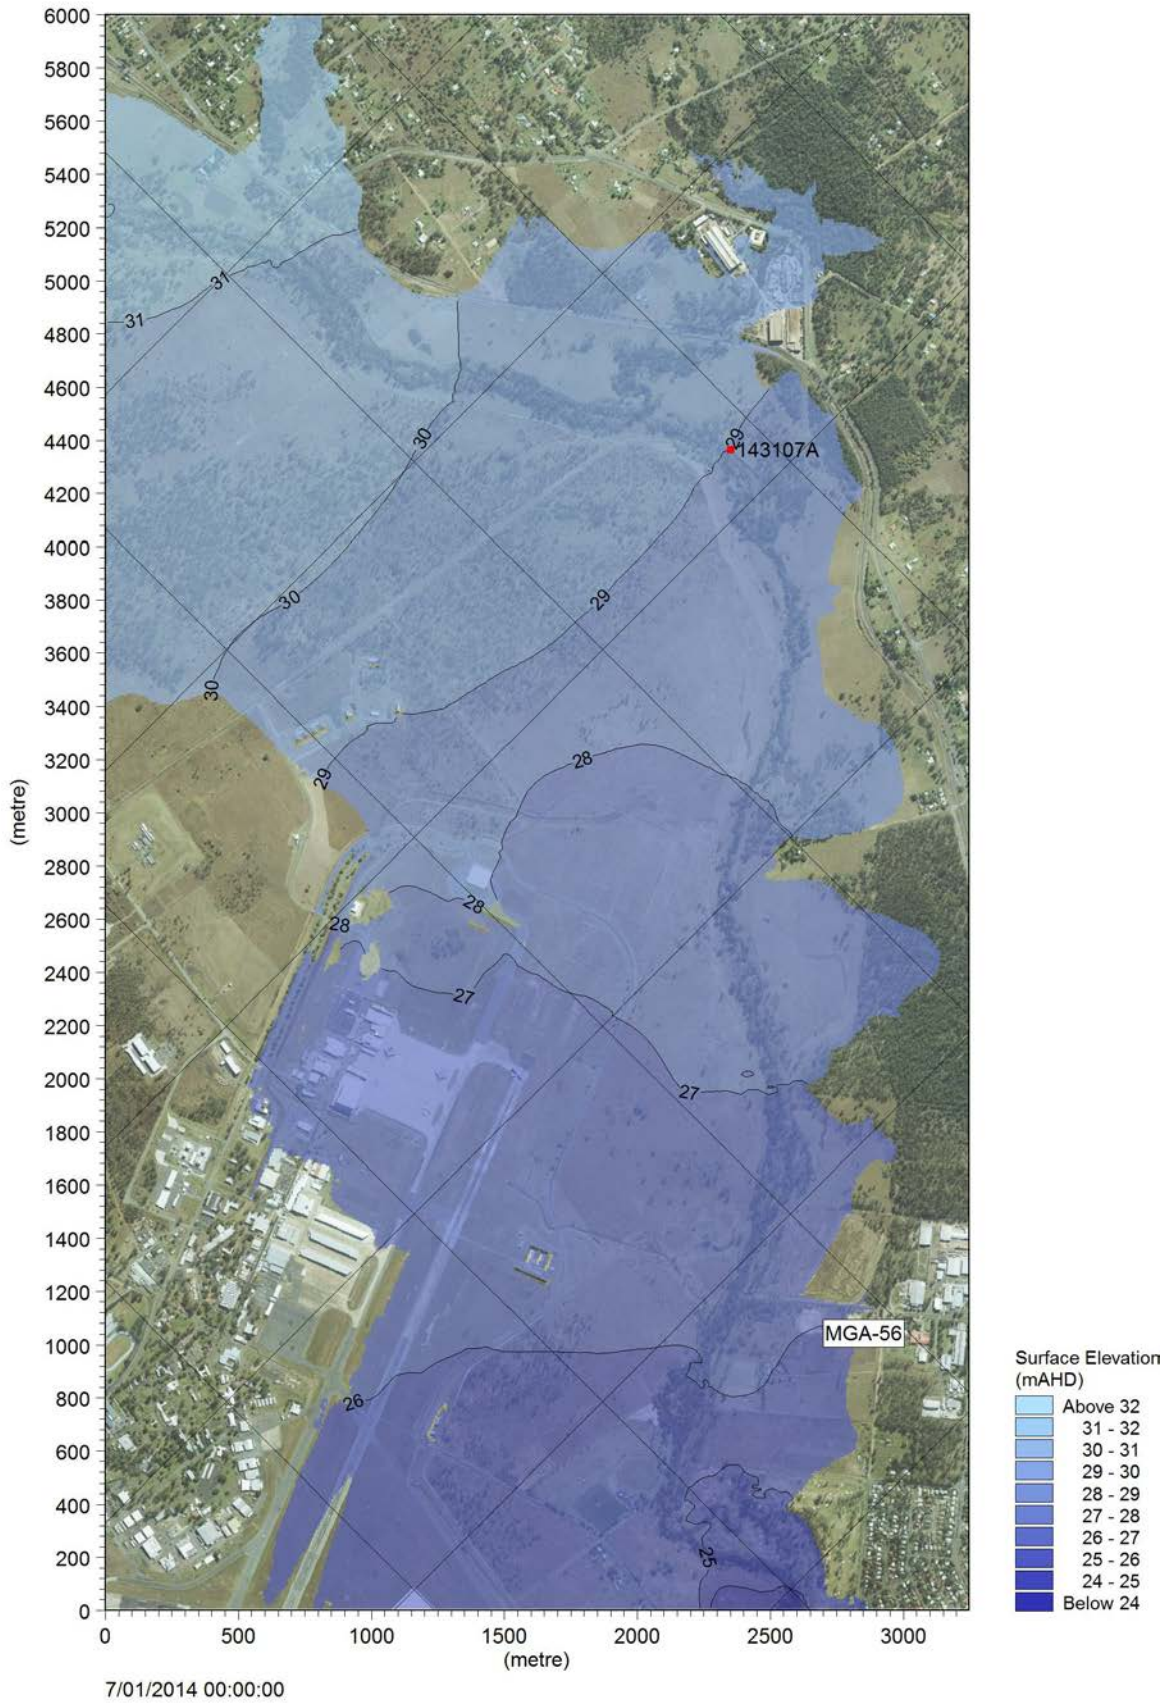 6000
5800
5600
5400
5200
5000
4800
4600
4400
4200
4000
3800
3600
3400
3200
3000
2800
2600
2400
2200
2000
1800
1600
1400
1200
1000
800
600
400
200
0
(metre)
31
31
30
30
30
29
143107A
29
29
28
28
28
27
27
26
25
MGA-56
0 500 1000 1500 2000 2500 3000
(metre)
7/01/2014 00:00:00
Surface Elevation
(mAHD)
Above 32
31 - 32
30 - 31
29 - 30
28 - 29
27 - 28
26 - 27
25 - 26
24 - 25
Below 24